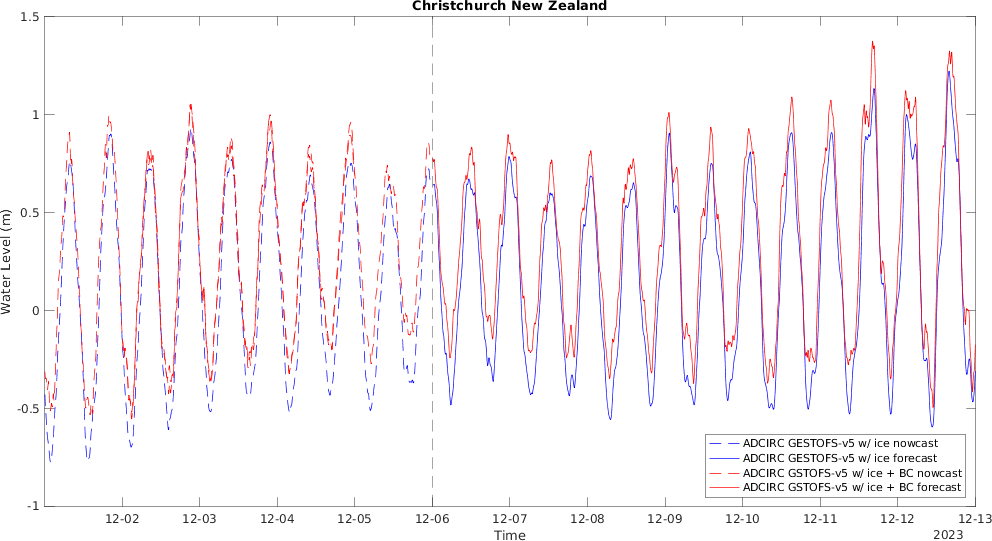 Christchurch New Zealand
1.5
1
0.5
0
-0.5
-1
Water Level (m)
12-02
12-03
12-04
12-05
12-06
12-07
12-08
12-09
12-10
12-11
12-12
12-13
Time
2023
ADCIRC GESTOFS-v5 w/ ice nowcast
ADCIRC GESTOFS-v5 w/ ice forecast
ADCIRC GSTOFS-v5 w/ ice + BC nowcast
ADCIRC GSTOFS-v5 w/ ice + BC forecast